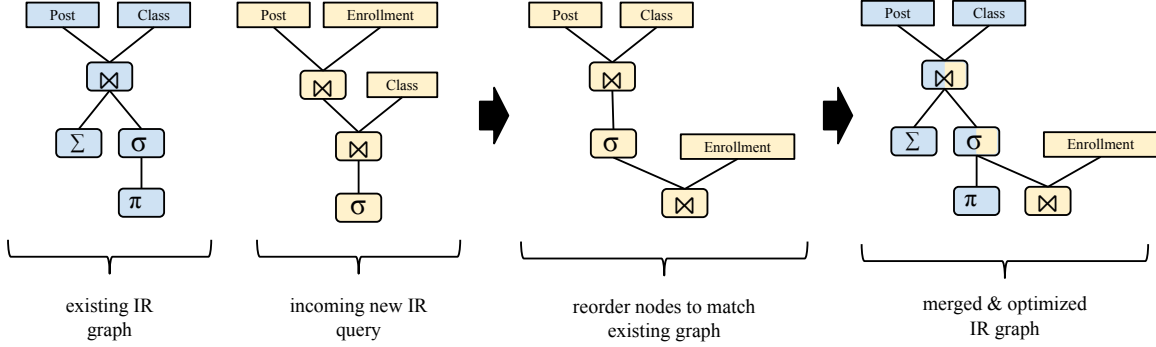 Post Class
⋈
Σ σ
π
existing IR
graph
Post Enrollment
⋈ Class
⋈
σ
incoming new IR
query
Post Class
⋈
σ Enrollment
⋈
reorder nodes to match
existing graph
Post Class
⋈
Σ σ Enrollment
π ⋈
merged & optimized
IR graph